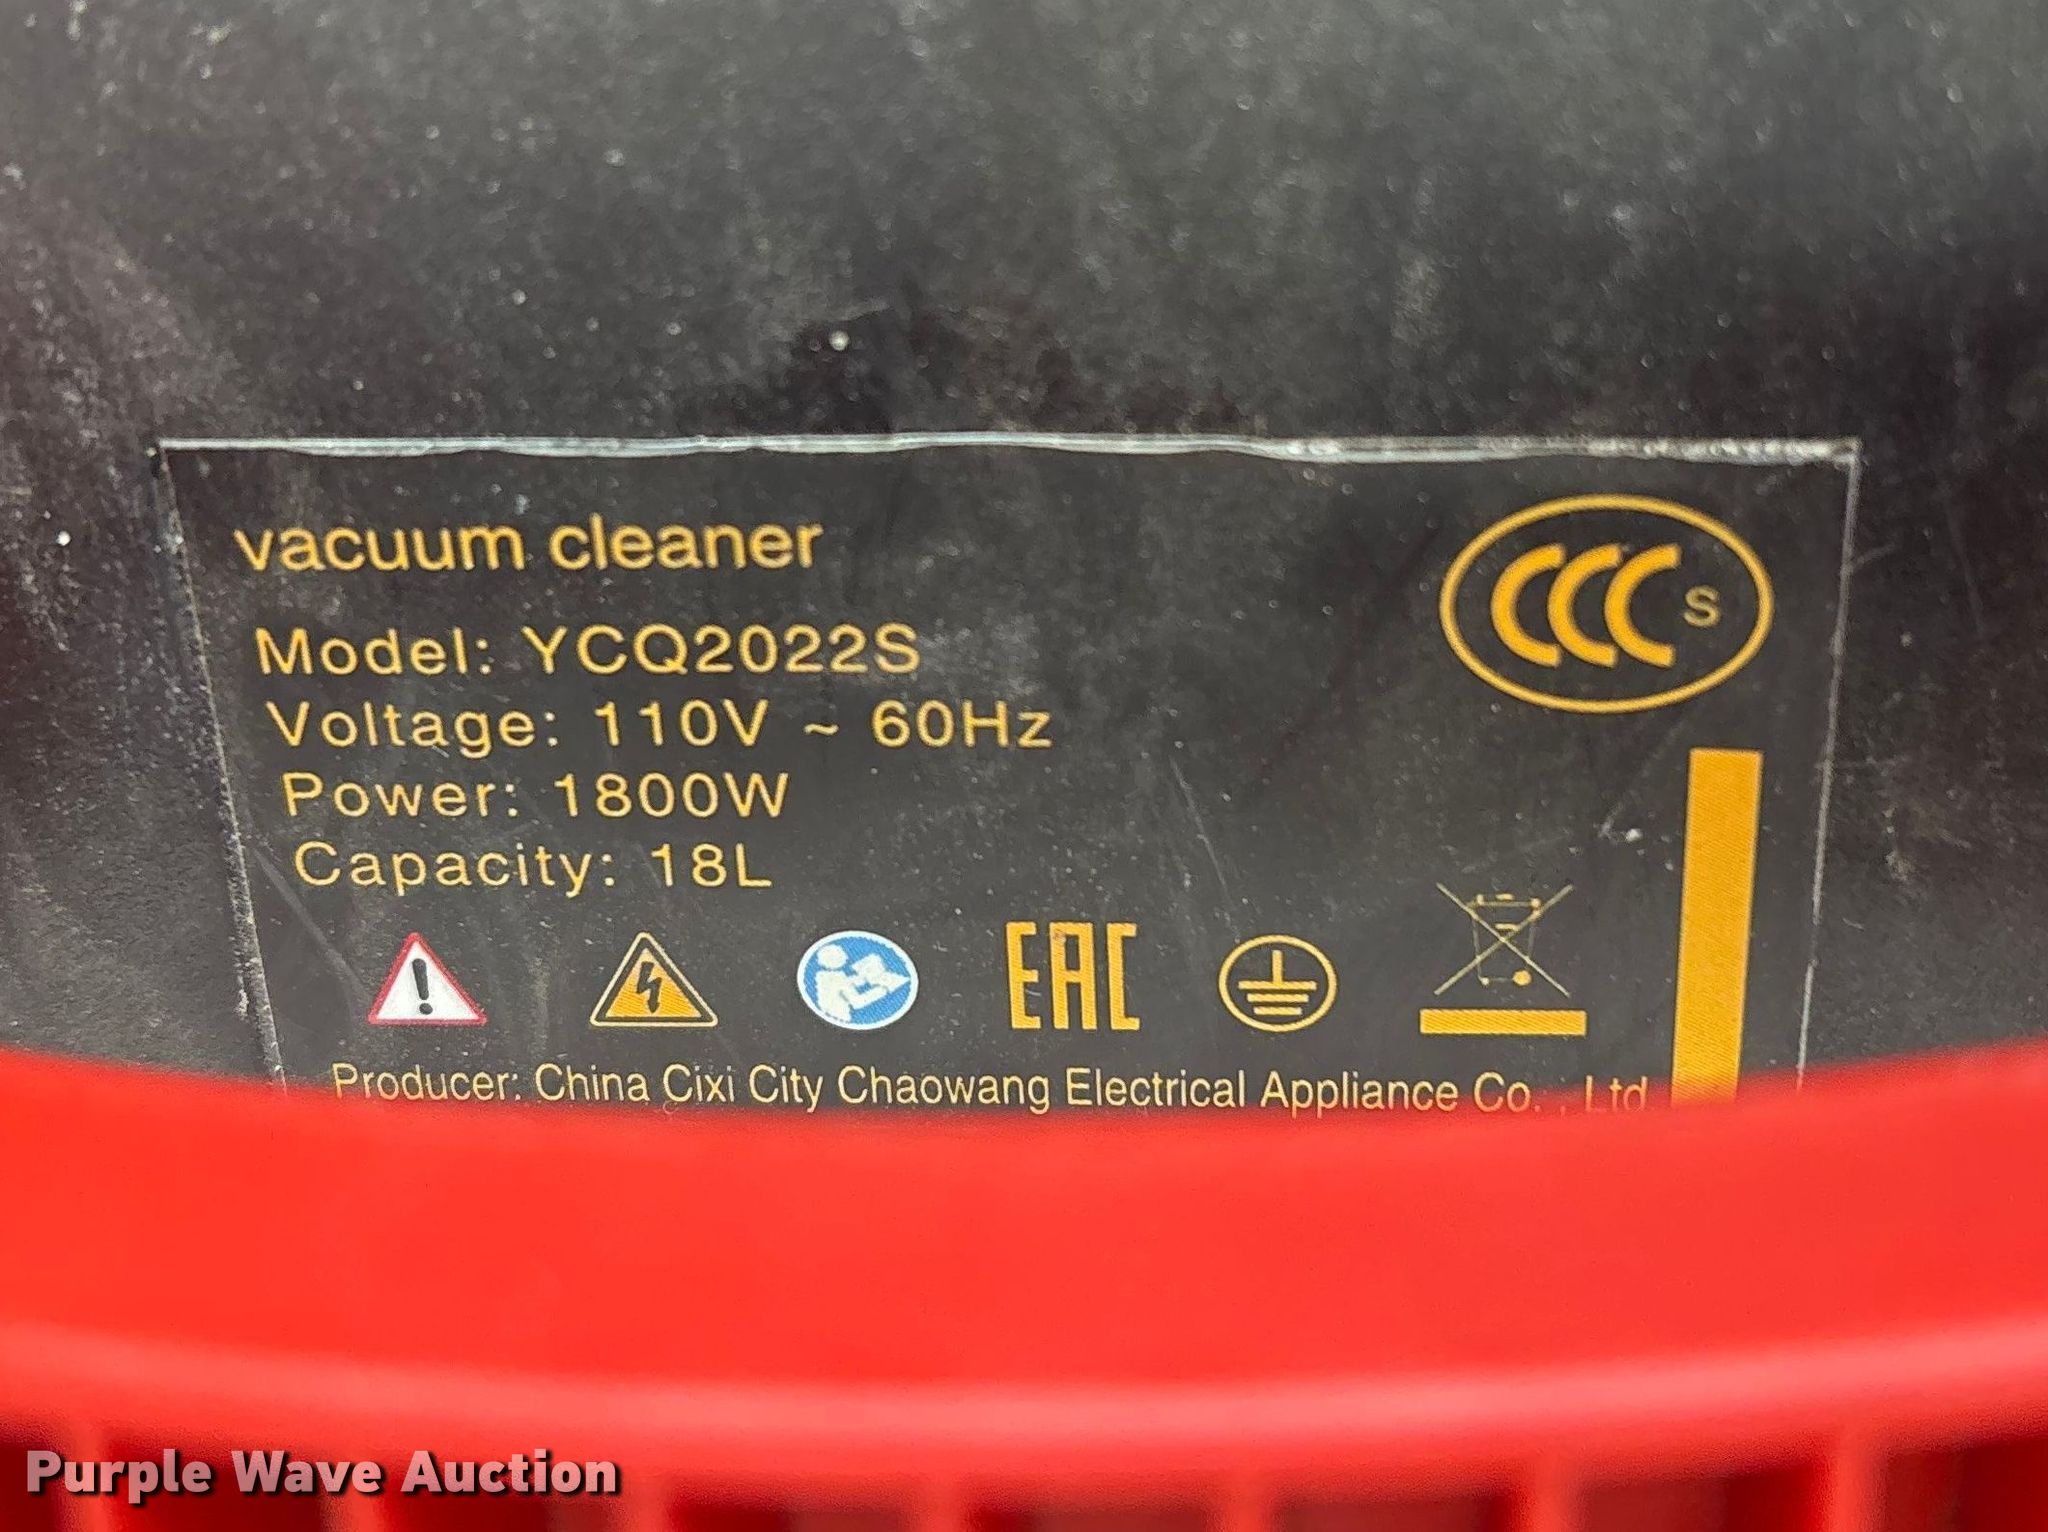 vacuum cleaner
CCC S
Model: YCQ2022S
Voltage: 110V ~ 60Hz
Power: 1800W
Capacity: 18L
EAC
Producer: China Cixi City Chaowang Electrical Appliance Co. , Ltd
Purple Wave Auction